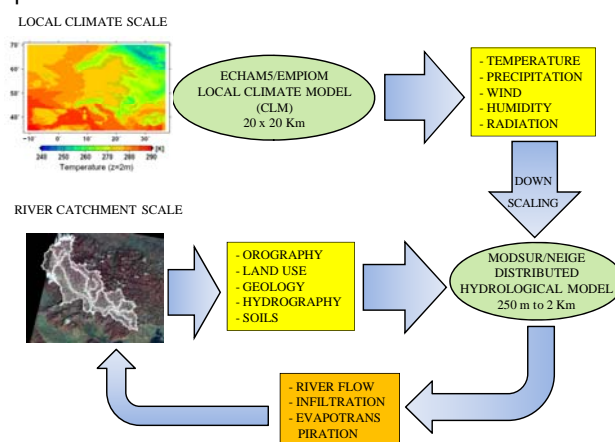 LOCAL CLIMATE SCALE
70°
60°
50°
40°
-10° 0° 10° 20° 30°
[K]
240 250 260 270 280 290
Temperature (z=2m)
ECHAM5/EMPIOM
LOCAL CLIMATE MODEL
(CLM)
20 x 20 Km
- TEMPERATURE
- PRECIPITATION
- WIND
- HUMIDITY
- RADIATION
DOWN
SCALING
RIVER CATCHMENT SCALE
- OROGRAPHY
- LAND USE
- GEOLOGY
- HYDROGRAPHY
- SOILS
MODSUR/NEIGE
DISTRIBUTED
HYDROLOGICAL MODEL
250 m to 2 Km
- RIVER FLOW
- INFILTRATION
- EVAPOTRANS
PIRATION